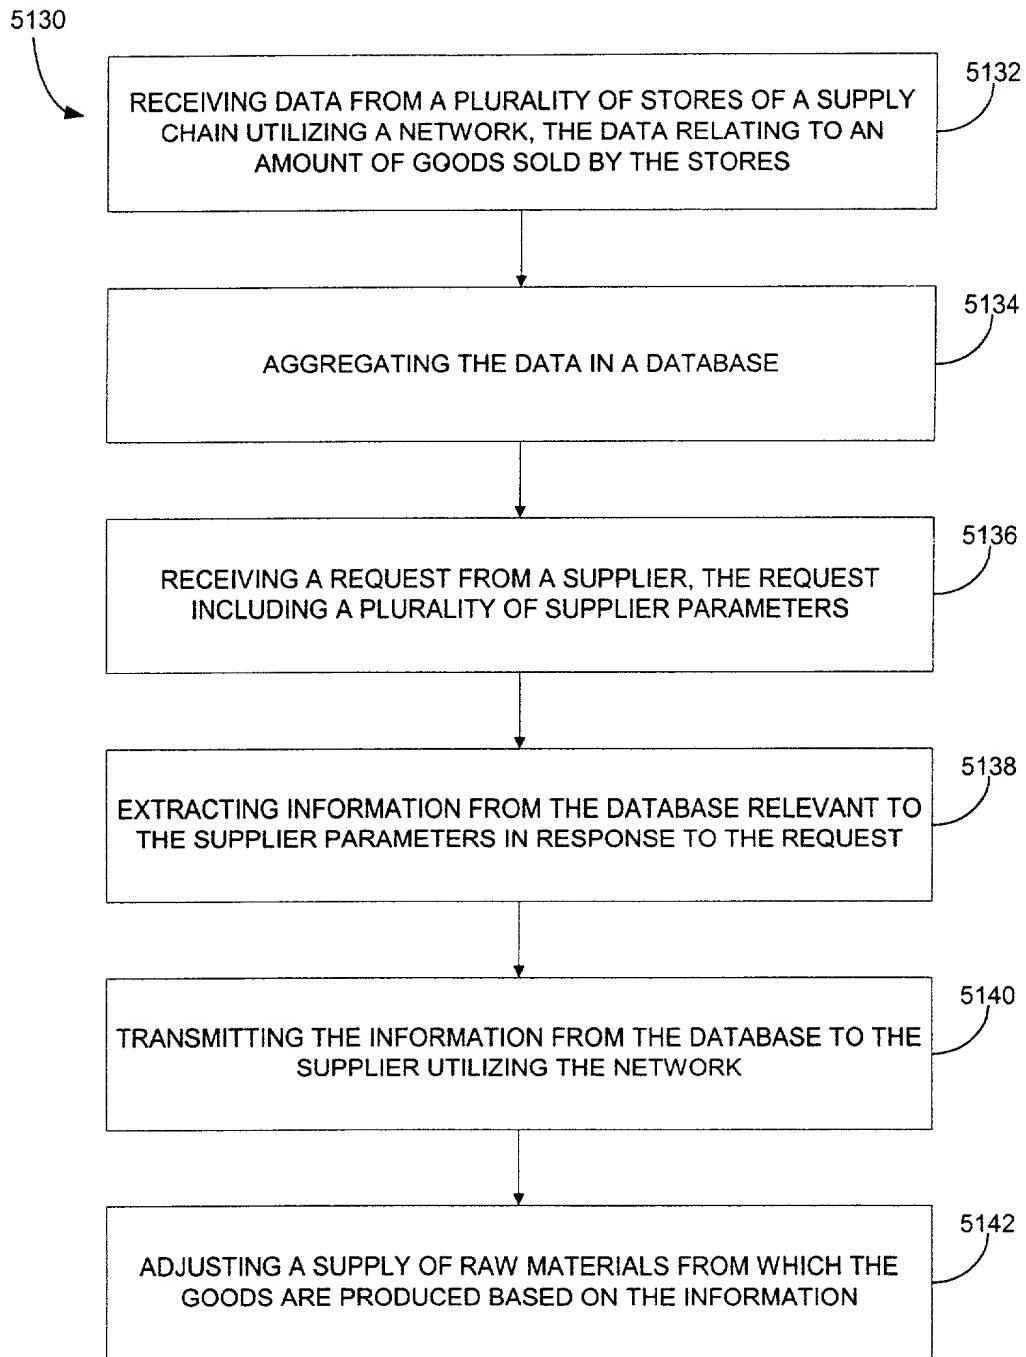 5130
5132
RECEIVING DATA FROM A PLURALITY OF STORES OF A SUPPLY
CHAIN UTILIZING A NETWORK, THE DATA RELATING TO AN
AMOUNT OF GOODS SOLD BY THE STORES
5134
AGGREGATING THE DATA IN A DATABASE
5136
RECEIVING A REQUEST FROM A SUPPLIER, THE REQUEST
INCLUDING A PLURALITY OF SUPPLIER PARAMETERS
5138
EXTRACTING INFORMATION FROM THE DATABASE RELEVANT TO
THE SUPPLIER PARAMETERS IN RESPONSE TO THE REQUEST
5140
TRANSMITTING THE INFORMATION FROM THE DATABASE TO THE
SUPPLIER UTILIZING THE NETWORK
5142
ADJUSTING A SUPPLY OF RAW MATERIALS FROM WHICH THE
GOODS ARE PRODUCED BASED ON THE INFORMATION